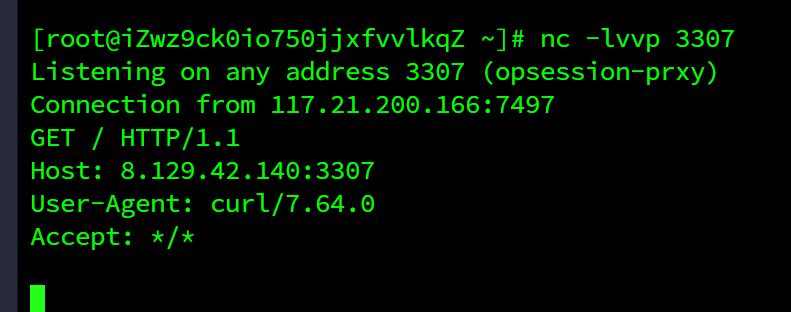 [root@iZwz9ck0io750jjxfvvlkqZ ~]# nc -lvvp 3307
Listening on any address 3307 (opsession-prxy)
Connection from 117.21.200.166:7497
GET / HTTP/1.1
Host: 8.129.42.140:3307
User-Agent: curl/7.64.0
Accept: */*